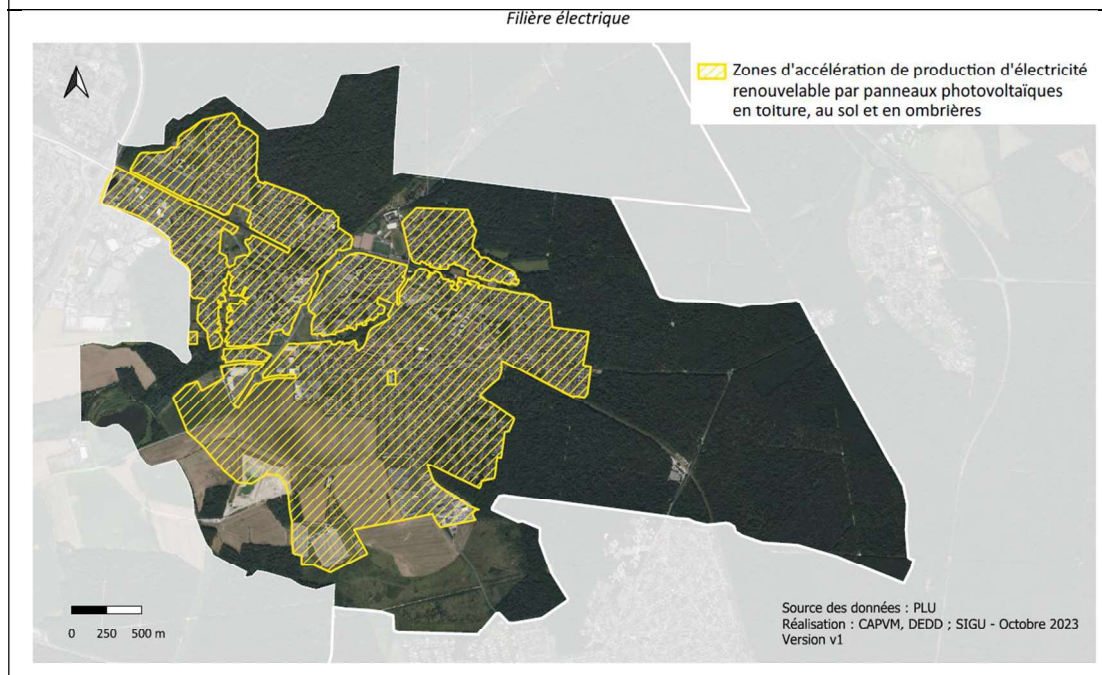 Filière électrique
Zones d'accélération de production d'électricité
renouvelable par panneaux photovoltaïques
en toiture, au sol et en ombrières
Source des données : PLU
Réalisation : CAPVM, DEDD ; SIGU - Octobre 2023
Version v1
0 250 500 m